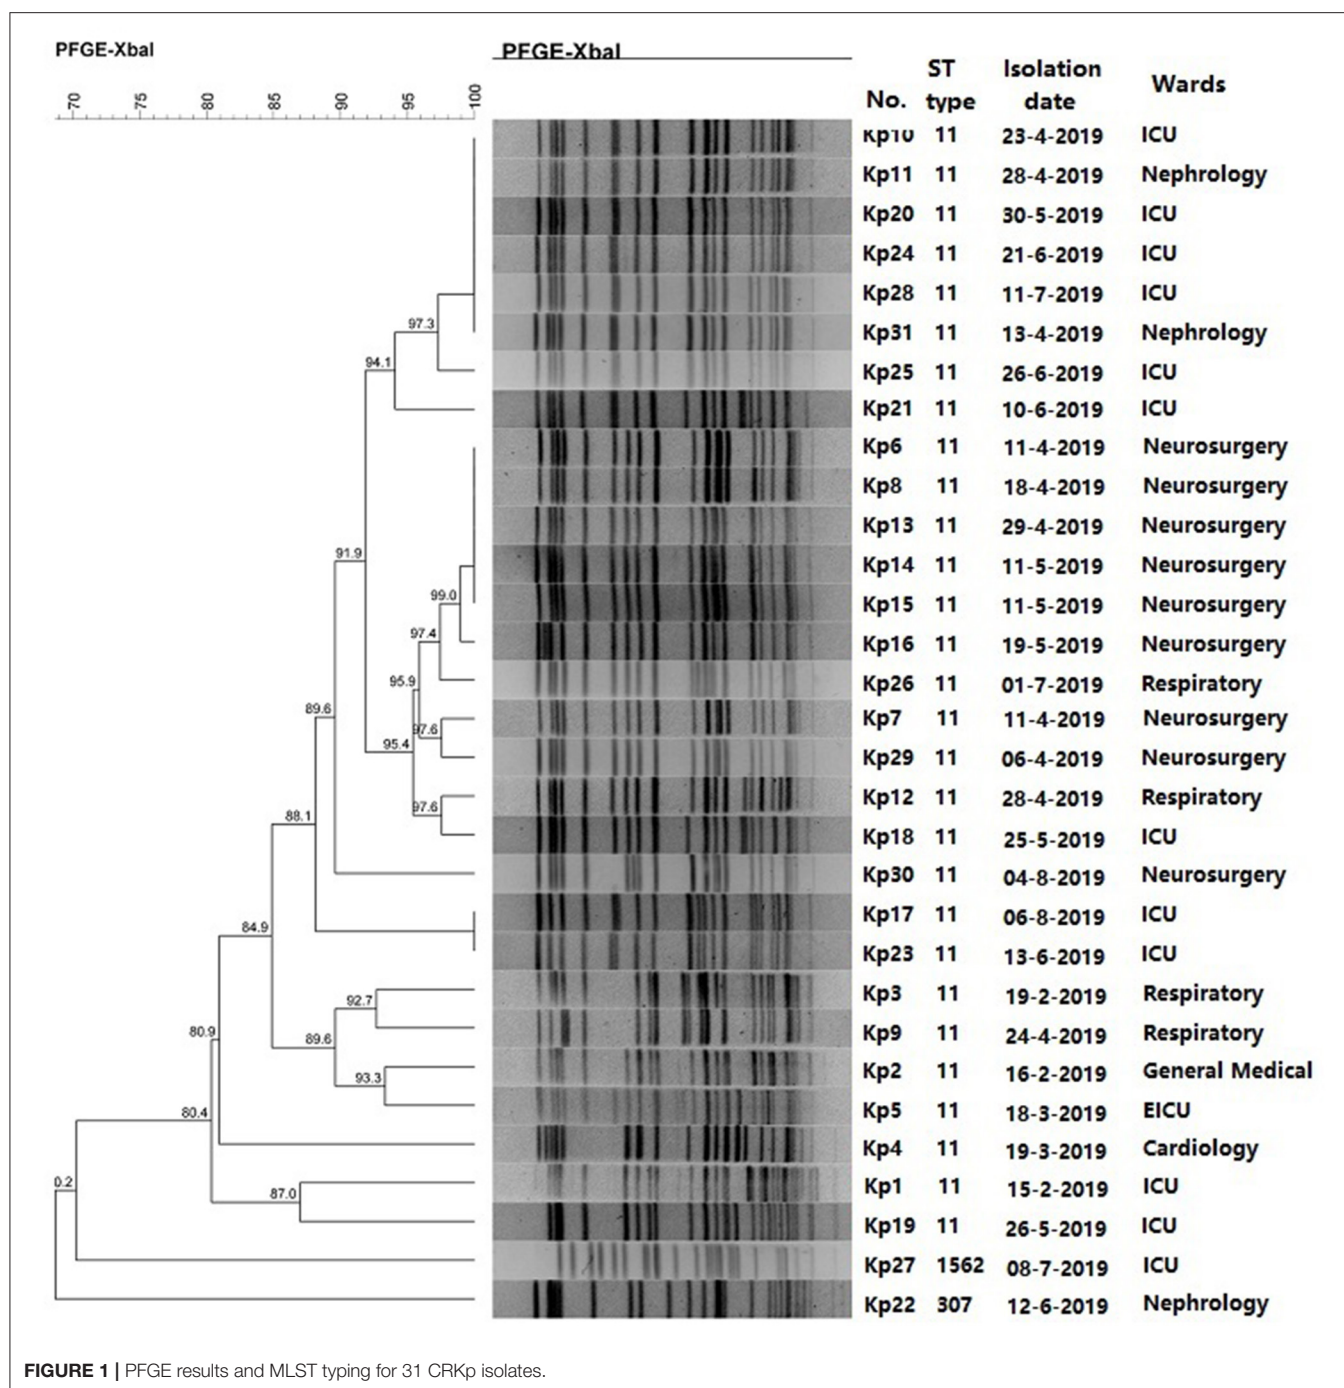 PFGE-XbaI
PFGE-XbaI
70 75 80 85 90 95 100
No. ST type Isolation date Wards
Kp10 11 23-4-2019 ICU
Kp11 11 28-4-2019 Nephrology
Kp20 11 30-5-2019 ICU
Kp24 11 21-6-2019 ICU
Kp28 11 11-7-2019 ICU
97.3
Kp31 11 13-4-2019 Nephrology
94.1
Kp25 11 26-6-2019 ICU
Kp21 11 10-6-2019 ICU
Kp6 11 11-4-2019 Neurosurgery
Kp8 11 18-4-2019 Neurosurgery
Kp13 11 29-4-2019 Neurosurgery
91.9
Kp14 11 11-5-2019 Neurosurgery
99.0
Kp15 11 11-5-2019 Neurosurgery
97.4
Kp16 11 19-5-2019 Neurosurgery
95.9
Kp26 11 01-7-2019 Respiratory
89.6
97.6
Kp7 11 11-4-2019 Neurosurgery
95.4
Kp29 11 06-4-2019 Neurosurgery
97.6
Kp12 11 28-4-2019 Respiratory
88.1
Kp18 11 25-5-2019 ICU
Kp30 11 04-8-2019 Neurosurgery
Kp17 11 06-8-2019 ICU
84.9
Kp23 11 13-6-2019 ICU
92.7
Kp3 11 19-2-2019 Respiratory
80.9
89.6
Kp9 11 24-4-2019 Respiratory
93.3
Kp2 11 16-2-2019 General Medical
80.4
Kp5 11 18-3-2019 EICU
Kp4 11 19-3-2019 Cardiology
0.2
87.0
Kp1 11 15-2-2019 ICU
Kp19 11 26-5-2019 ICU
Kp27 1562 08-7-2019 ICU
Kp22 307 12-6-2019 Nephrology
FIGURE 1 | PFGE results and MLST typing for 31 CRKp isolates.